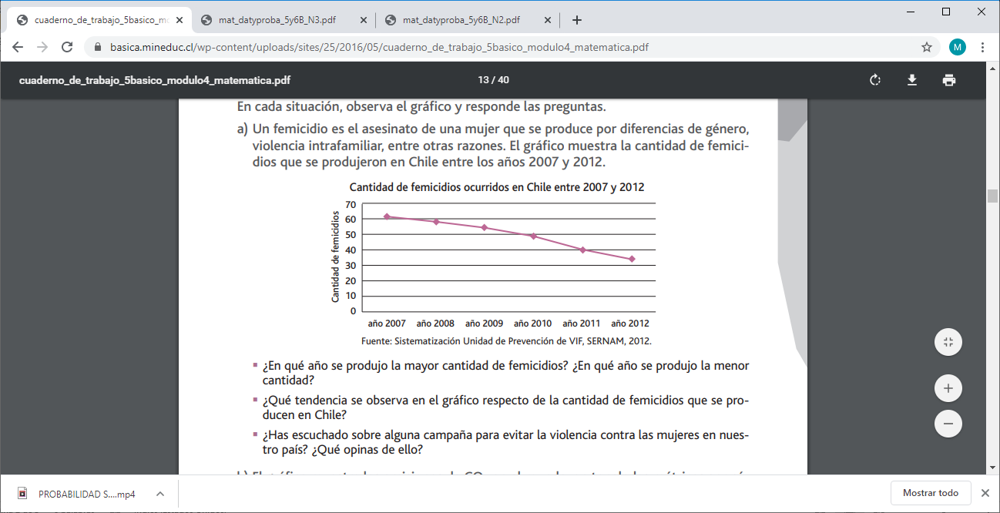 cuaderno_de_trabajo_5basico_mo
mat_datyproba_5y6B_N3.pdf
mat_datyproba_5y6B_N2.pdf
basica.mineduc.cl/wp-content/uploads/sites/25/2016/05/cuaderno_de_trabajo_5basico_modulo4_matematica.pdf
M
cuaderno_de_trabajo_5basico_modulo4_matematica.pdf
13 / 40
En cada situación, observa el gráfico y responde las preguntas.
a) Un femicidio es el asesinato de una mujer que se produce por diferencias de género,
violencia intrafamiliar, entre otras razones. El gráfico muestra la cantidad de femici-
dios que se produjeron en Chile entre los años 2007 y 2012.
Cantidad de femicidios ocurridos en Chile entre 2007 y 2012
Cantidad de femicidios
70
60
50
40
30
20
10
0
año 2007 año 2008 año 2009 año 2010 año 2011 año 2012
Fuente: Sistematización Unidad de Prevención de VIF, SERNAM, 2012.
¿En qué año se produjo la mayor cantidad de femicidios? ¿En qué año se produjo la menor
cantidad?
¿Qué tendencia se observa en el gráfico respecto de la cantidad de femicidios que se pro-
ducen en Chile?
¿Has escuchado sobre alguna campaña para evitar la violencia contra las mujeres en nues-
tro país? ¿Qué opinas de ello?
PROBABILIDAD S....mp4
Mostrar todo